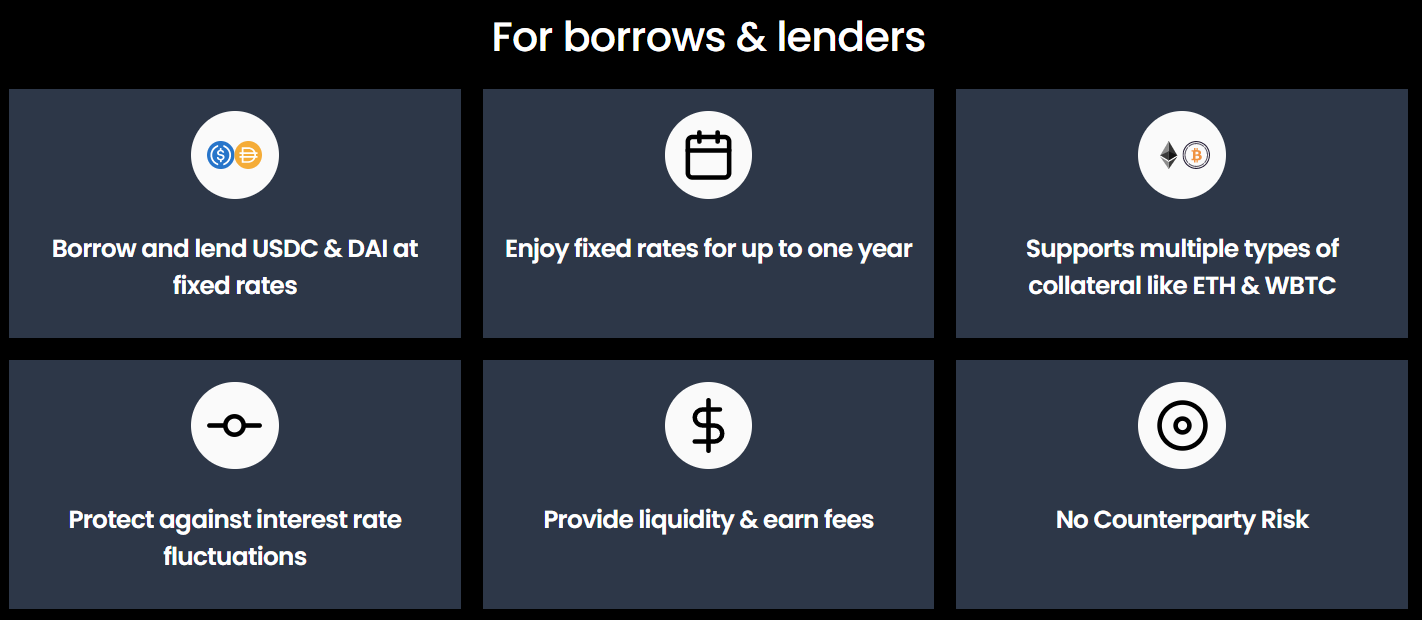 For borrows & lenders
Borrow and lend USDC & DAI at
fixed rates
Enjoy fixed rates for up to one year
Supports multiple types of
collateral like ETH & WBTC
Protect against interest rate
fluctuations
Provide liquidity & earn fees
No Counterparty Risk